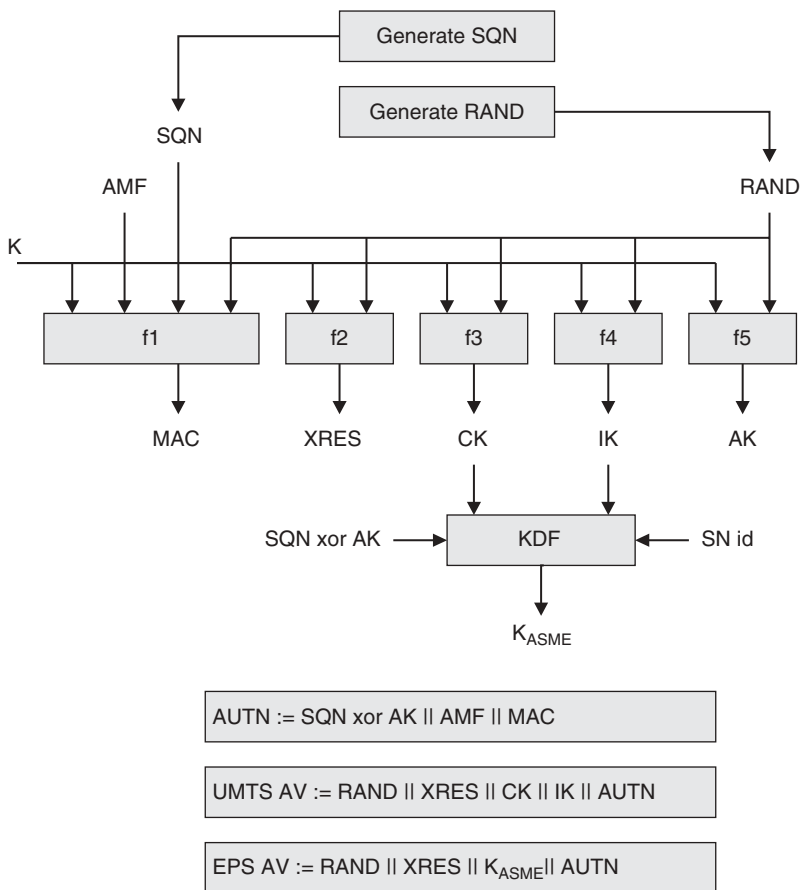 Generate SQN
Generate RAND
SQN
AMF
RAND
K
f1
f2
f3
f4
f5
MAC
XRES
CK
IK
AK
SQN xor AK
KDF
SN id
K_ASME
AUTN := SQN xor AK || AMF || MAC
UMTS AV := RAND || XRES || CK || IK || AUTN
EPS AV := RAND || XRES || K_ASME|| AUTN